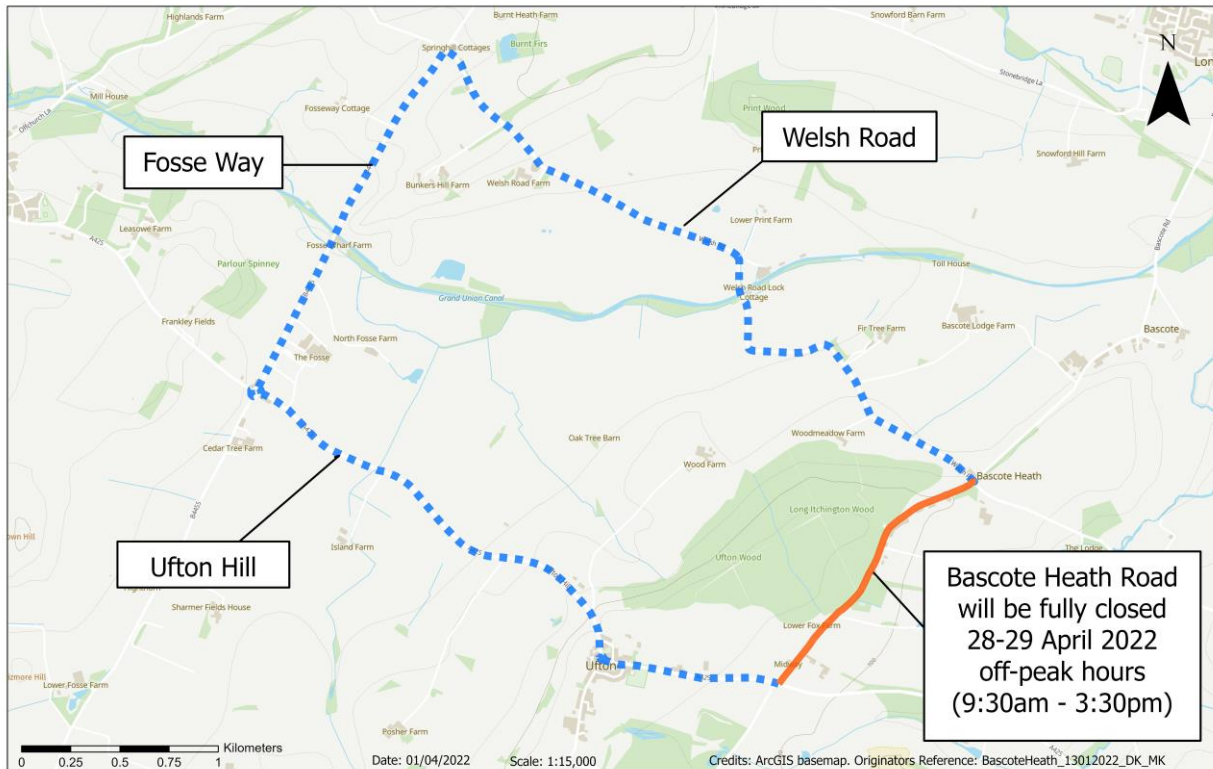 Highlands Farm
Burnt Heath Farm
Snowford Barn Farm
Springhill Cottages
Burnt Firs
N
Lon
Stonebridge La
Mill House
Offchurch La
Fosseway Cottage
Print Wood
Welsh Road
Fosse Way
Snowford Hill Farm
Bunkers Hill Farm
Welsh Road Farm
Leasowe Farm
A425
Lower Print Farm
Bascote Rd
Fosse Wharf Farm
Parlour Spinney
Toll House
Welsh Road Lock
Cottage
Grand Union Canal
Frankley Fields
North Fosse Farm
Fir Tree Farm
Bascote Lodge Farm
Bascote
The Fosse
Oak Tree Barn
Woodmeadow Farm
Cedar Tree Farm
Wood Farm
Bascote Heath
B4455
Long Itchington Wood
Island Farm
The Lodge
Ufton Hill
Ufton Wood
Bascote Heath Road
will be fully closed
28-29 April 2022
off-peak hours
(9:30am - 3:30pm)
Sharmer Fields House
Lower Fox Farm
Ufton
Midway
Lower Fosse Farm
A425
Posher Farm
Kilometers
0 0.25 0.5 0.75 1
Date: 01/04/2022 Scale: 1:15,000 Credits: ArcGIS basemap. Originators Reference: BascoteHeath_13012022_DK_MK